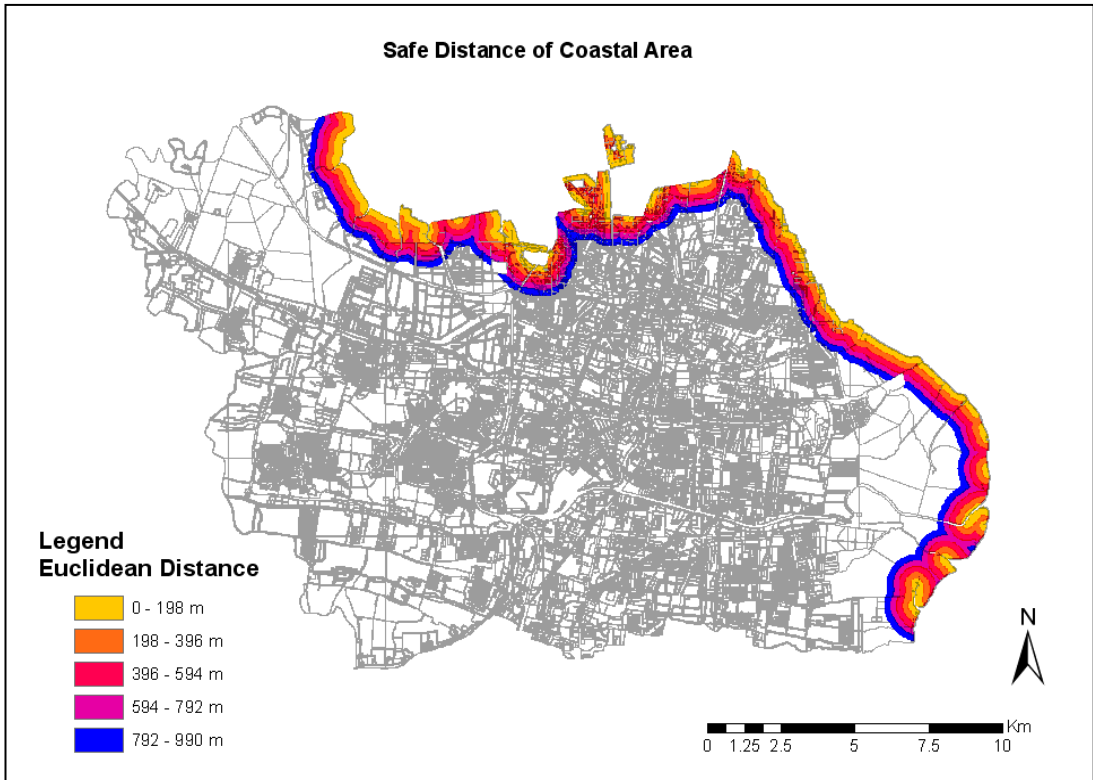 Safe Distance of Coastal Area
Legend
Euclidean Distance
0 - 198 m
198 - 396 m
396 - 594 m
594 - 792 m
792 - 990 m
N
Km
0 1.25 2.5 5 7.5 10